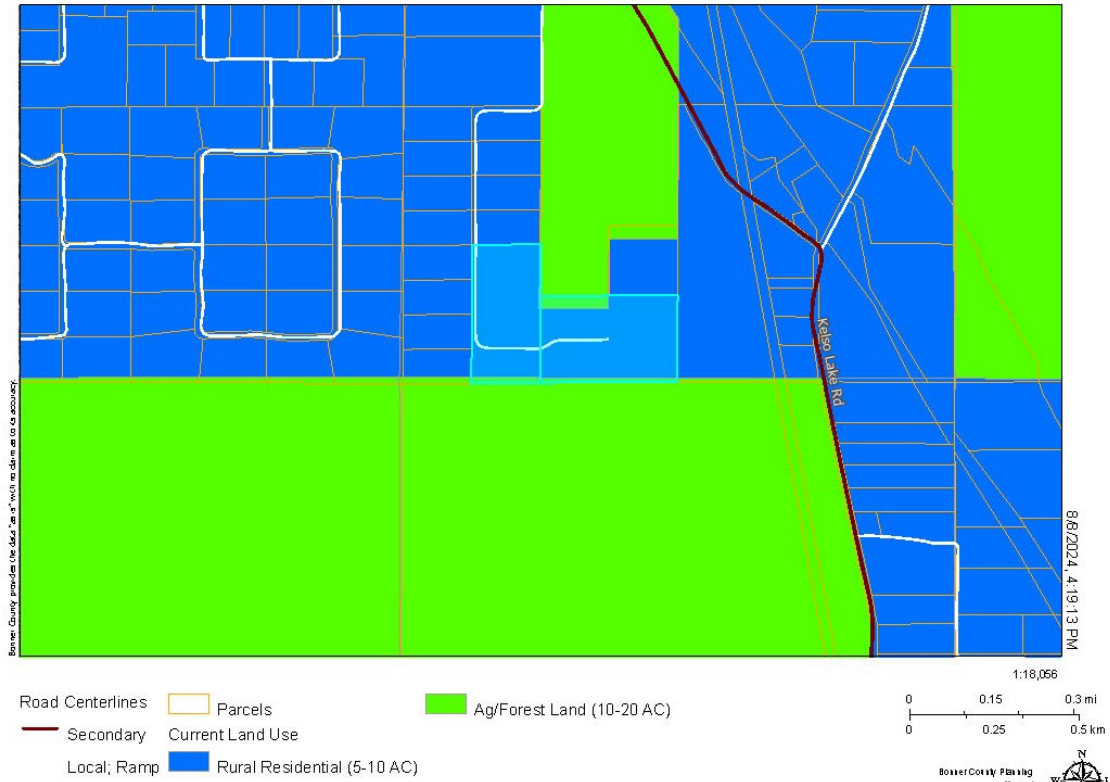 Kelso Lake Rd
8/8/2024, 4:19:13 PM
1:18,056
Road Centerlines
Secondary
Local; Ramp
Parcels
Current Land Use
Rural Residential (5-10 AC)
Ag/Forest Land (10-20 AC)
0 0.15 0.3 mi
0 0.25 0.5 km
Bonner County Planning
N
W